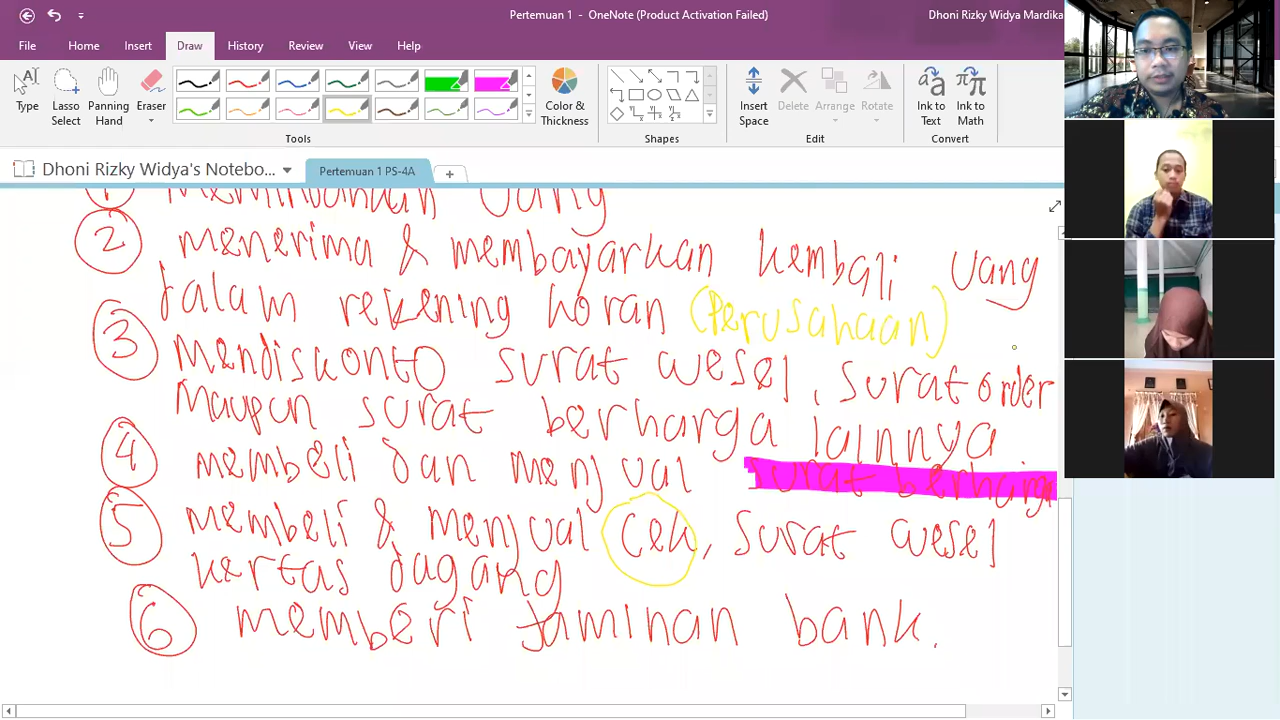 Pertemuan 1 - OneNote (Product Activation Failed)
Dhoni Rizky Widya Mardika
File Home Insert Draw History Review View Help
Type
Lasso Select
Panning Hand
Eraser
Color & Thickness
Insert Space
Delete
Arrange
Rotate
Ink to Text
Ink to Math
Tools
Shapes
Edit
Convert
Dhoni Rizky Widya's Notebo...
Pertemuan 1 PS-4A
1 Memindahkan Uang
2 menerima & membayarkan kembali Uang
dalam rekening koran (Perusahaan)
3 mendiskonto surat wesel, surat order
Maupun surat berharga lainnya
4 membeli dan menjual surat berharga
5 membeli & menjual Cek, surat wesel
kertas dagang
6 memberi Jaminan bank.